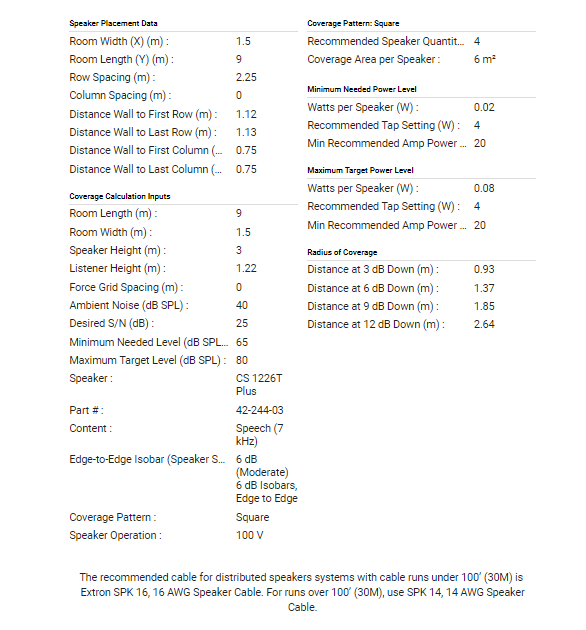 Speaker Placement Data
Room Width (X) (m) : 1.5
Room Length (Y) (m) : 9
Row Spacing (m) : 2.25
Column Spacing (m) : 0
Distance Wall to First Row (m) : 1.12
Distance Wall to Last Row (m) : 1.13
Distance Wall to First Column (... 0.75
Distance Wall to Last Column (... 0.75
Coverage Calculation Inputs
Room Length (m) : 9
Room Width (m) : 1.5
Speaker Height (m) : 3
Listener Height (m) : 1.22
Force Grid Spacing (m) : 0
Ambient Noise (dB SPL) : 40
Desired S/N (dB) : 25
Minimum Needed Level (dB SPL... 65
Maximum Target Level (dB SPL) : 80
Speaker : CS 1226T
Plus
Part # : 42-244-03
Content : Speech (7
kHz)
Edge-to-Edge Isobar (Speaker S... 6 dB
(Moderate)
6 dB Isobars,
Edge to Edge
Coverage Pattern : Square
Speaker Operation : 100 V
Coverage Pattern: Square
Recommended Speaker Quantit... 4
Coverage Area per Speaker : 6 m²
Minimum Needed Power Level
Watts per Speaker (W) : 0.02
Recommended Tap Setting (W) : 4
Min Recommended Amp Power ... 20
Maximum Target Power Level
Watts per Speaker (W) : 0.08
Recommended Tap Setting (W) : 4
Min Recommended Amp Power ... 20
Radius of Coverage
Distance at 3 dB Down (m) : 0.93
Distance at 6 dB Down (m) : 1.37
Distance at 9 dB Down (m) : 1.85
Distance at 12 dB Down (m) : 2.64
The recommended cable for distributed speakers systems with cable runs under 100' (30M) is
Extron SPK 16, 16 AWG Speaker Cable. For runs over 100' (30M), use SPK 14, 14 AWG Speaker
Cable.